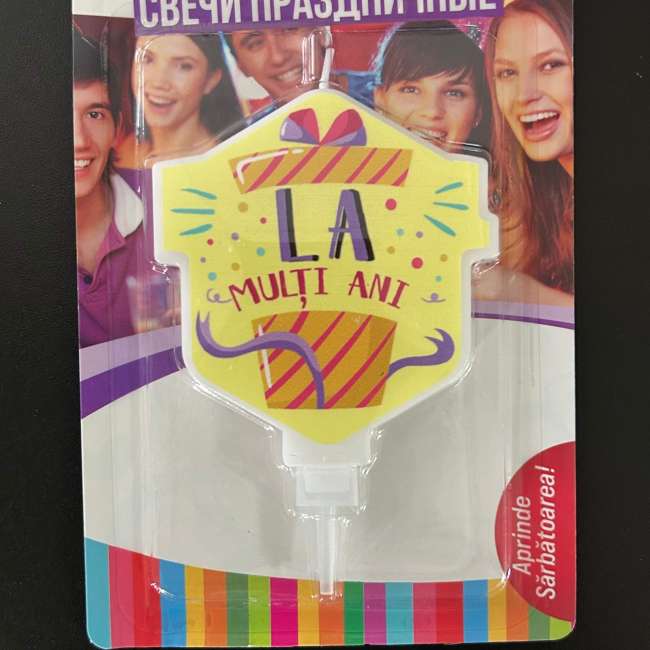 СВЕЧИ ПРАЗДНИЧНЫЕ
LA
MULȚI ANI
Aprinde
Sărbătoarea!